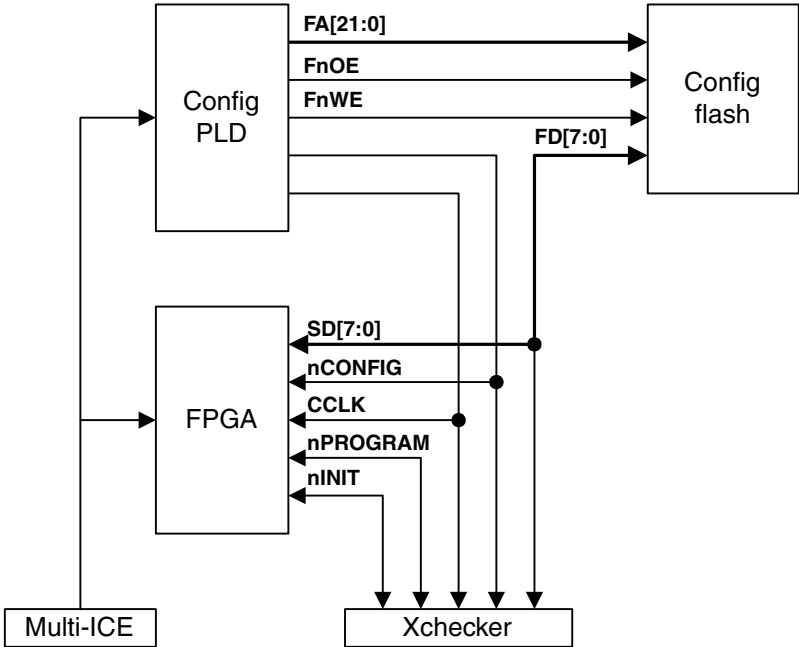 FA[21:0]
FnOE
Config
PLD
FnWE
Config
flash
FD[7:0]
SD[7:0]
nCONFIG
FPGA
CCLK
nPROGRAM
nINIT
Multi-ICE
Xchecker